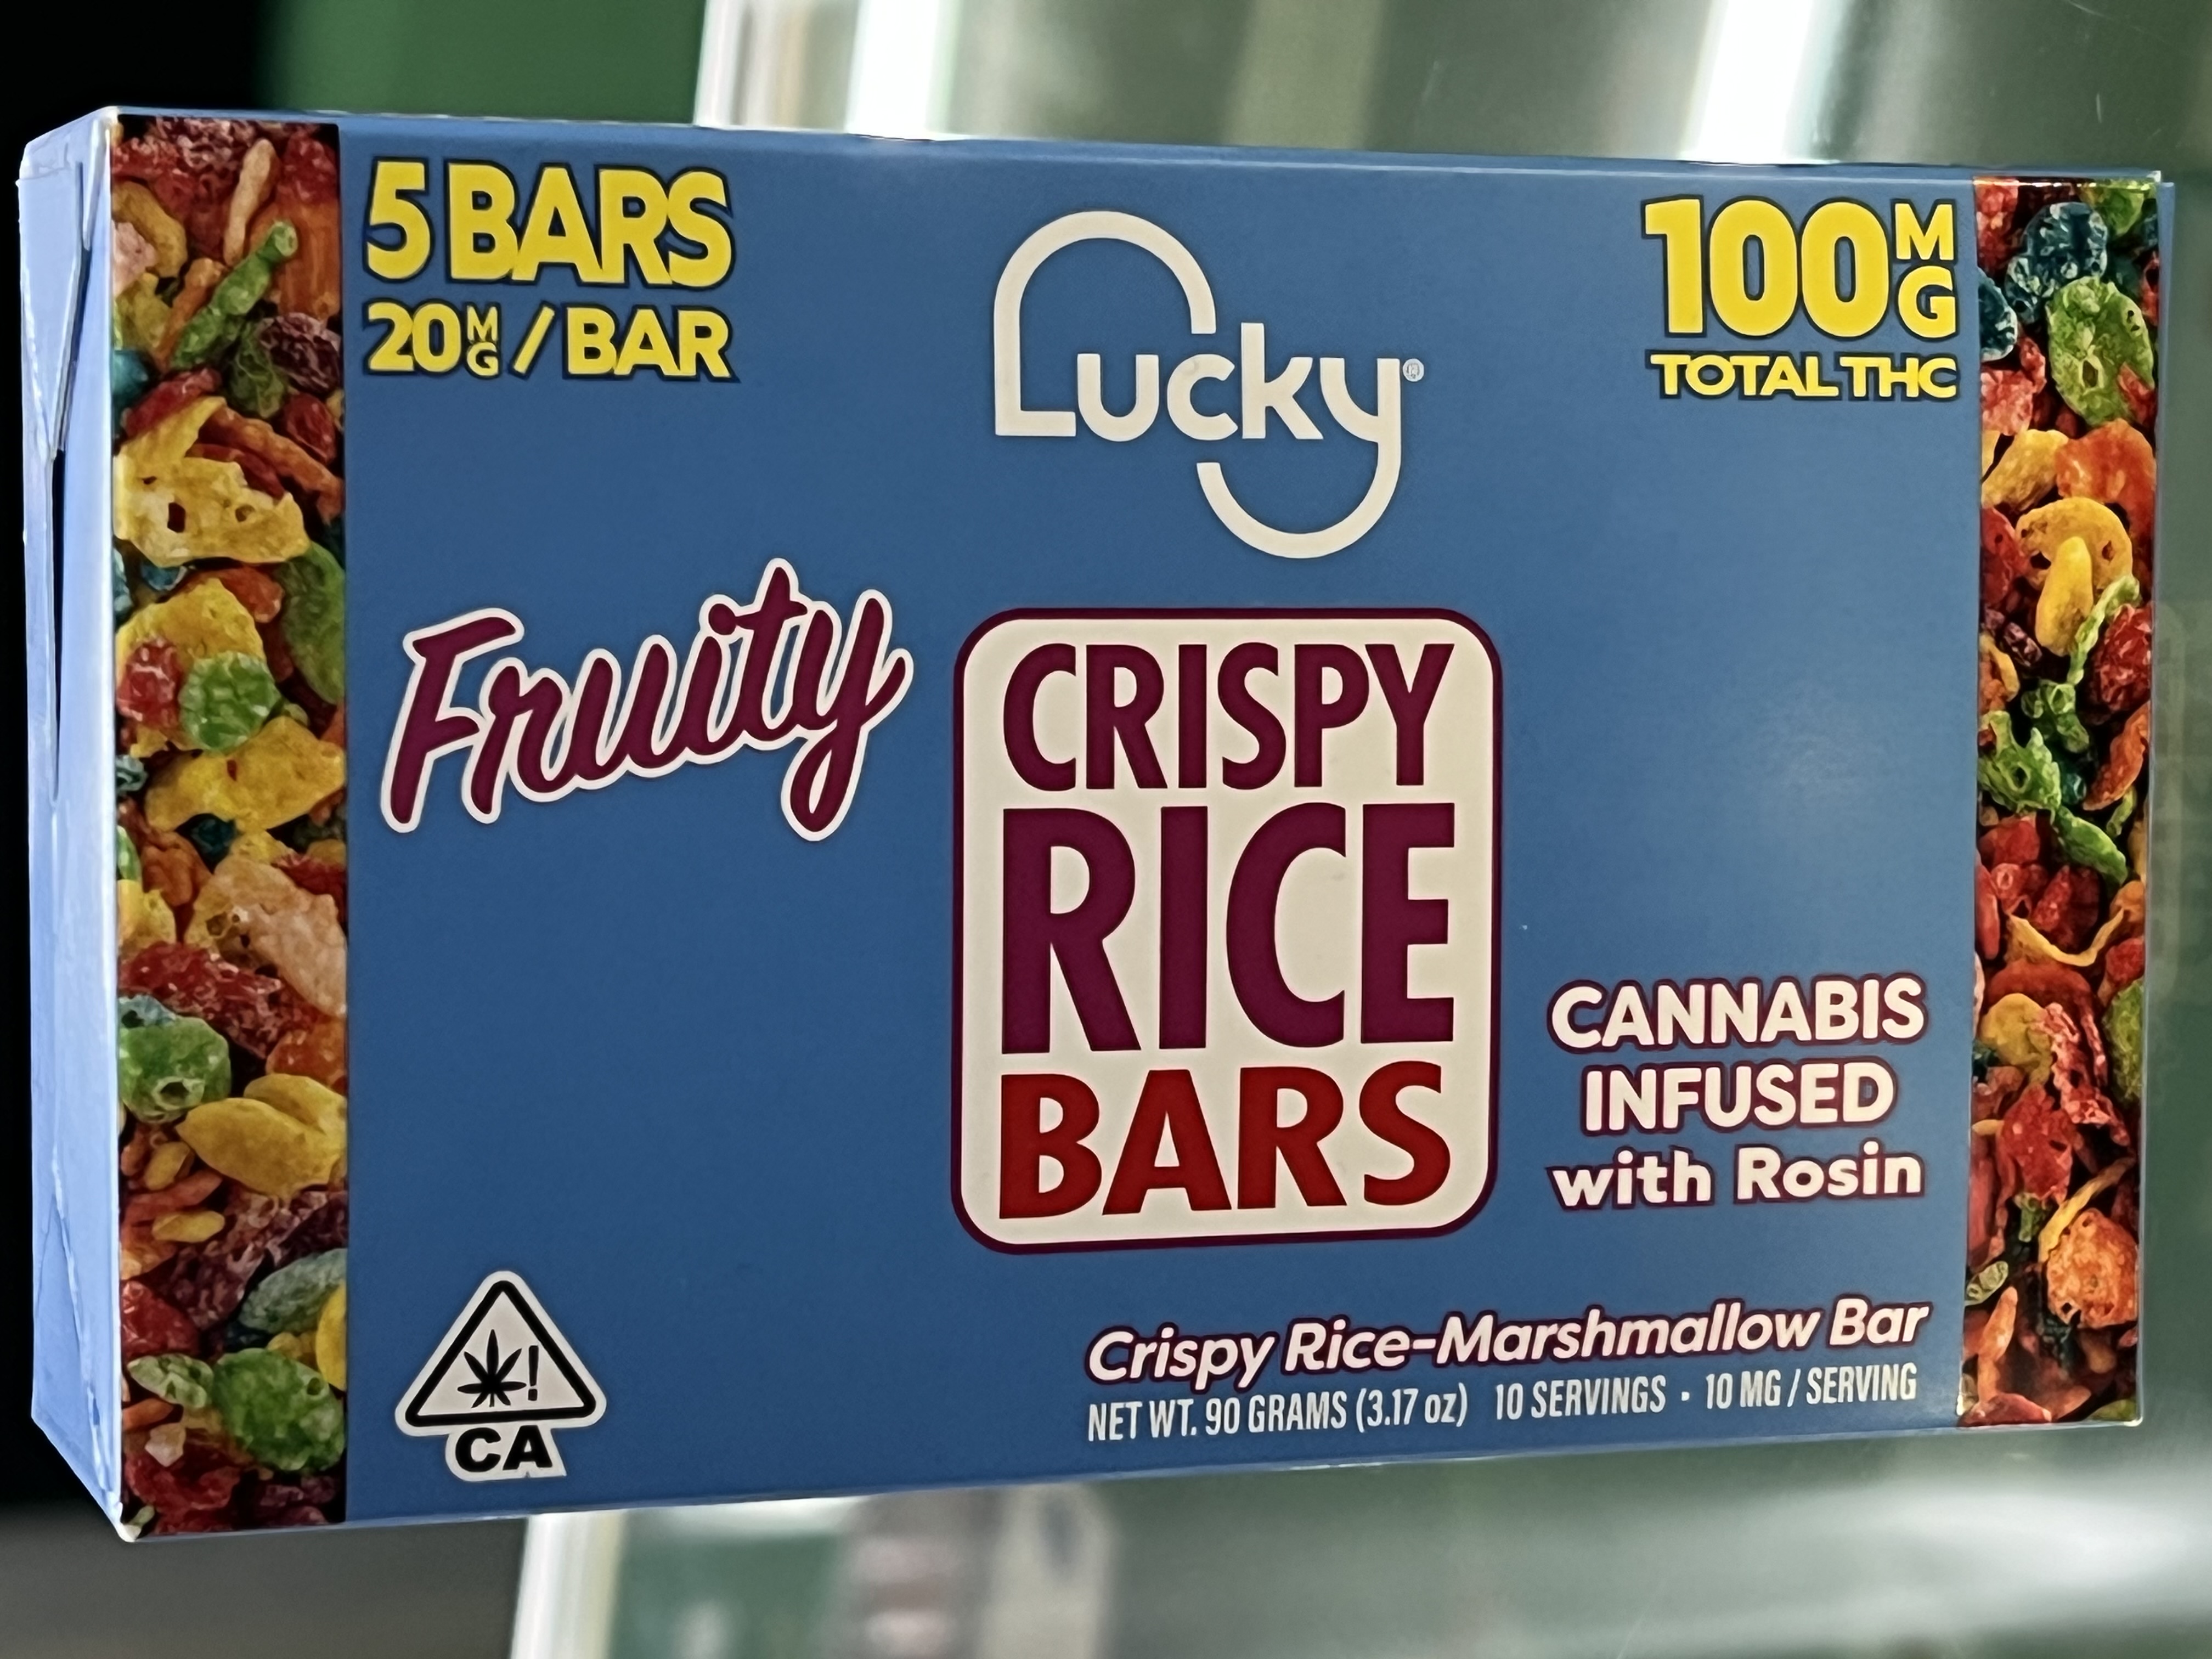 5 BARS
20MG / BAR
Lucky®
100MG
TOTAL THC
Fruity
CRISPY
RICE
BARS
CANNABIS
INFUSED
with Rosin
Crispy Rice-Marshmallow Bar
NET WT. 90 GRAMS (3.17 oz) 10 SERVINGS · 10 MG / SERVING
!
CA